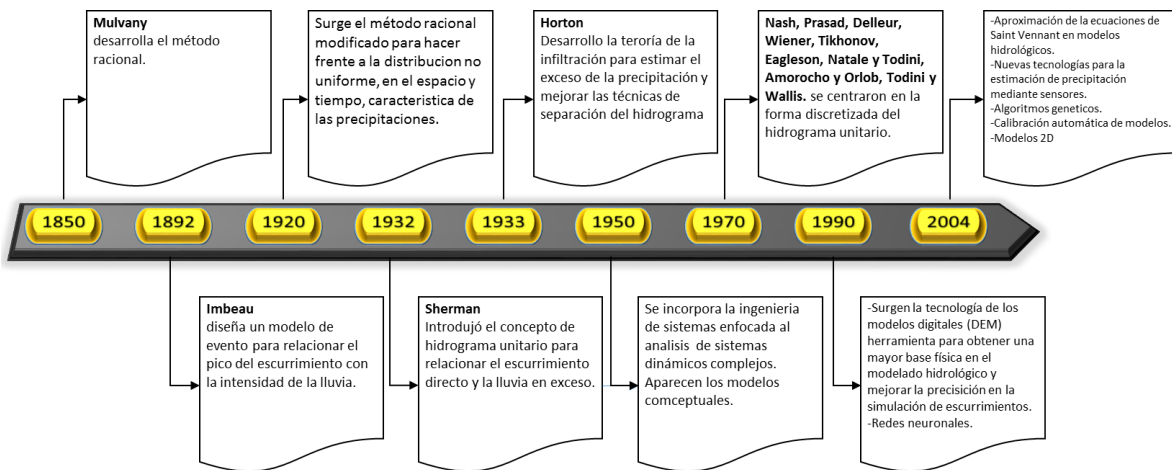 Mulvany
desarrolla el método
racional.
Surge el método racional
modificado para hacer
frente a la distribucion no
uniforme, en el espacio y
tiempo, caracteristica de
las precipitaciones.
Horton
Desarrollo la teroría de la
infiltración para estimar el
exceso de la precipitación y
mejorar las técnicas de
separación del hidrograma
Nash, Prasad, Delleur,
Wiener, Tikhonov,
Eagleson, Natale y Todini,
Amorocho y Orlob, Todini y
Wallis. se centraron en la
forma discretizada del
hidrograma unitario.
-Aproximación de la ecuaciones de
Saint Vennant en modelos
hidrológicos.
-Nuevas tecnologías para la
estimación de precipitación
mediante sensores.
-Algoritmos geneticos.
-Calibración automática de modelos.
-Modelos 2D
1850 1892 1920 1932 1933 1950 1970 1990 2004
Imbeau
diseña un modelo de
evento para relacionar el
pico del escurrimiento con
la intensidad de la lluvia.
Sherman
Introdujó el concepto de
hidrograma unitario para
relacionar el escurrimiento
directo y la lluvia en exceso.
Se incorpora la ingenieria
de sistemas enfocada al
analisis de sistemas
dinámicos complejos.
Aparecen los modelos
comceptuales.
-Surgen la tecnología de los
modelos digitales (DEM)
herramienta para obtener una
mayor base física en el
modelado hidrológico y
mejorar la precisición en la
simulación de escurrimientos.
-Redes neuronales.